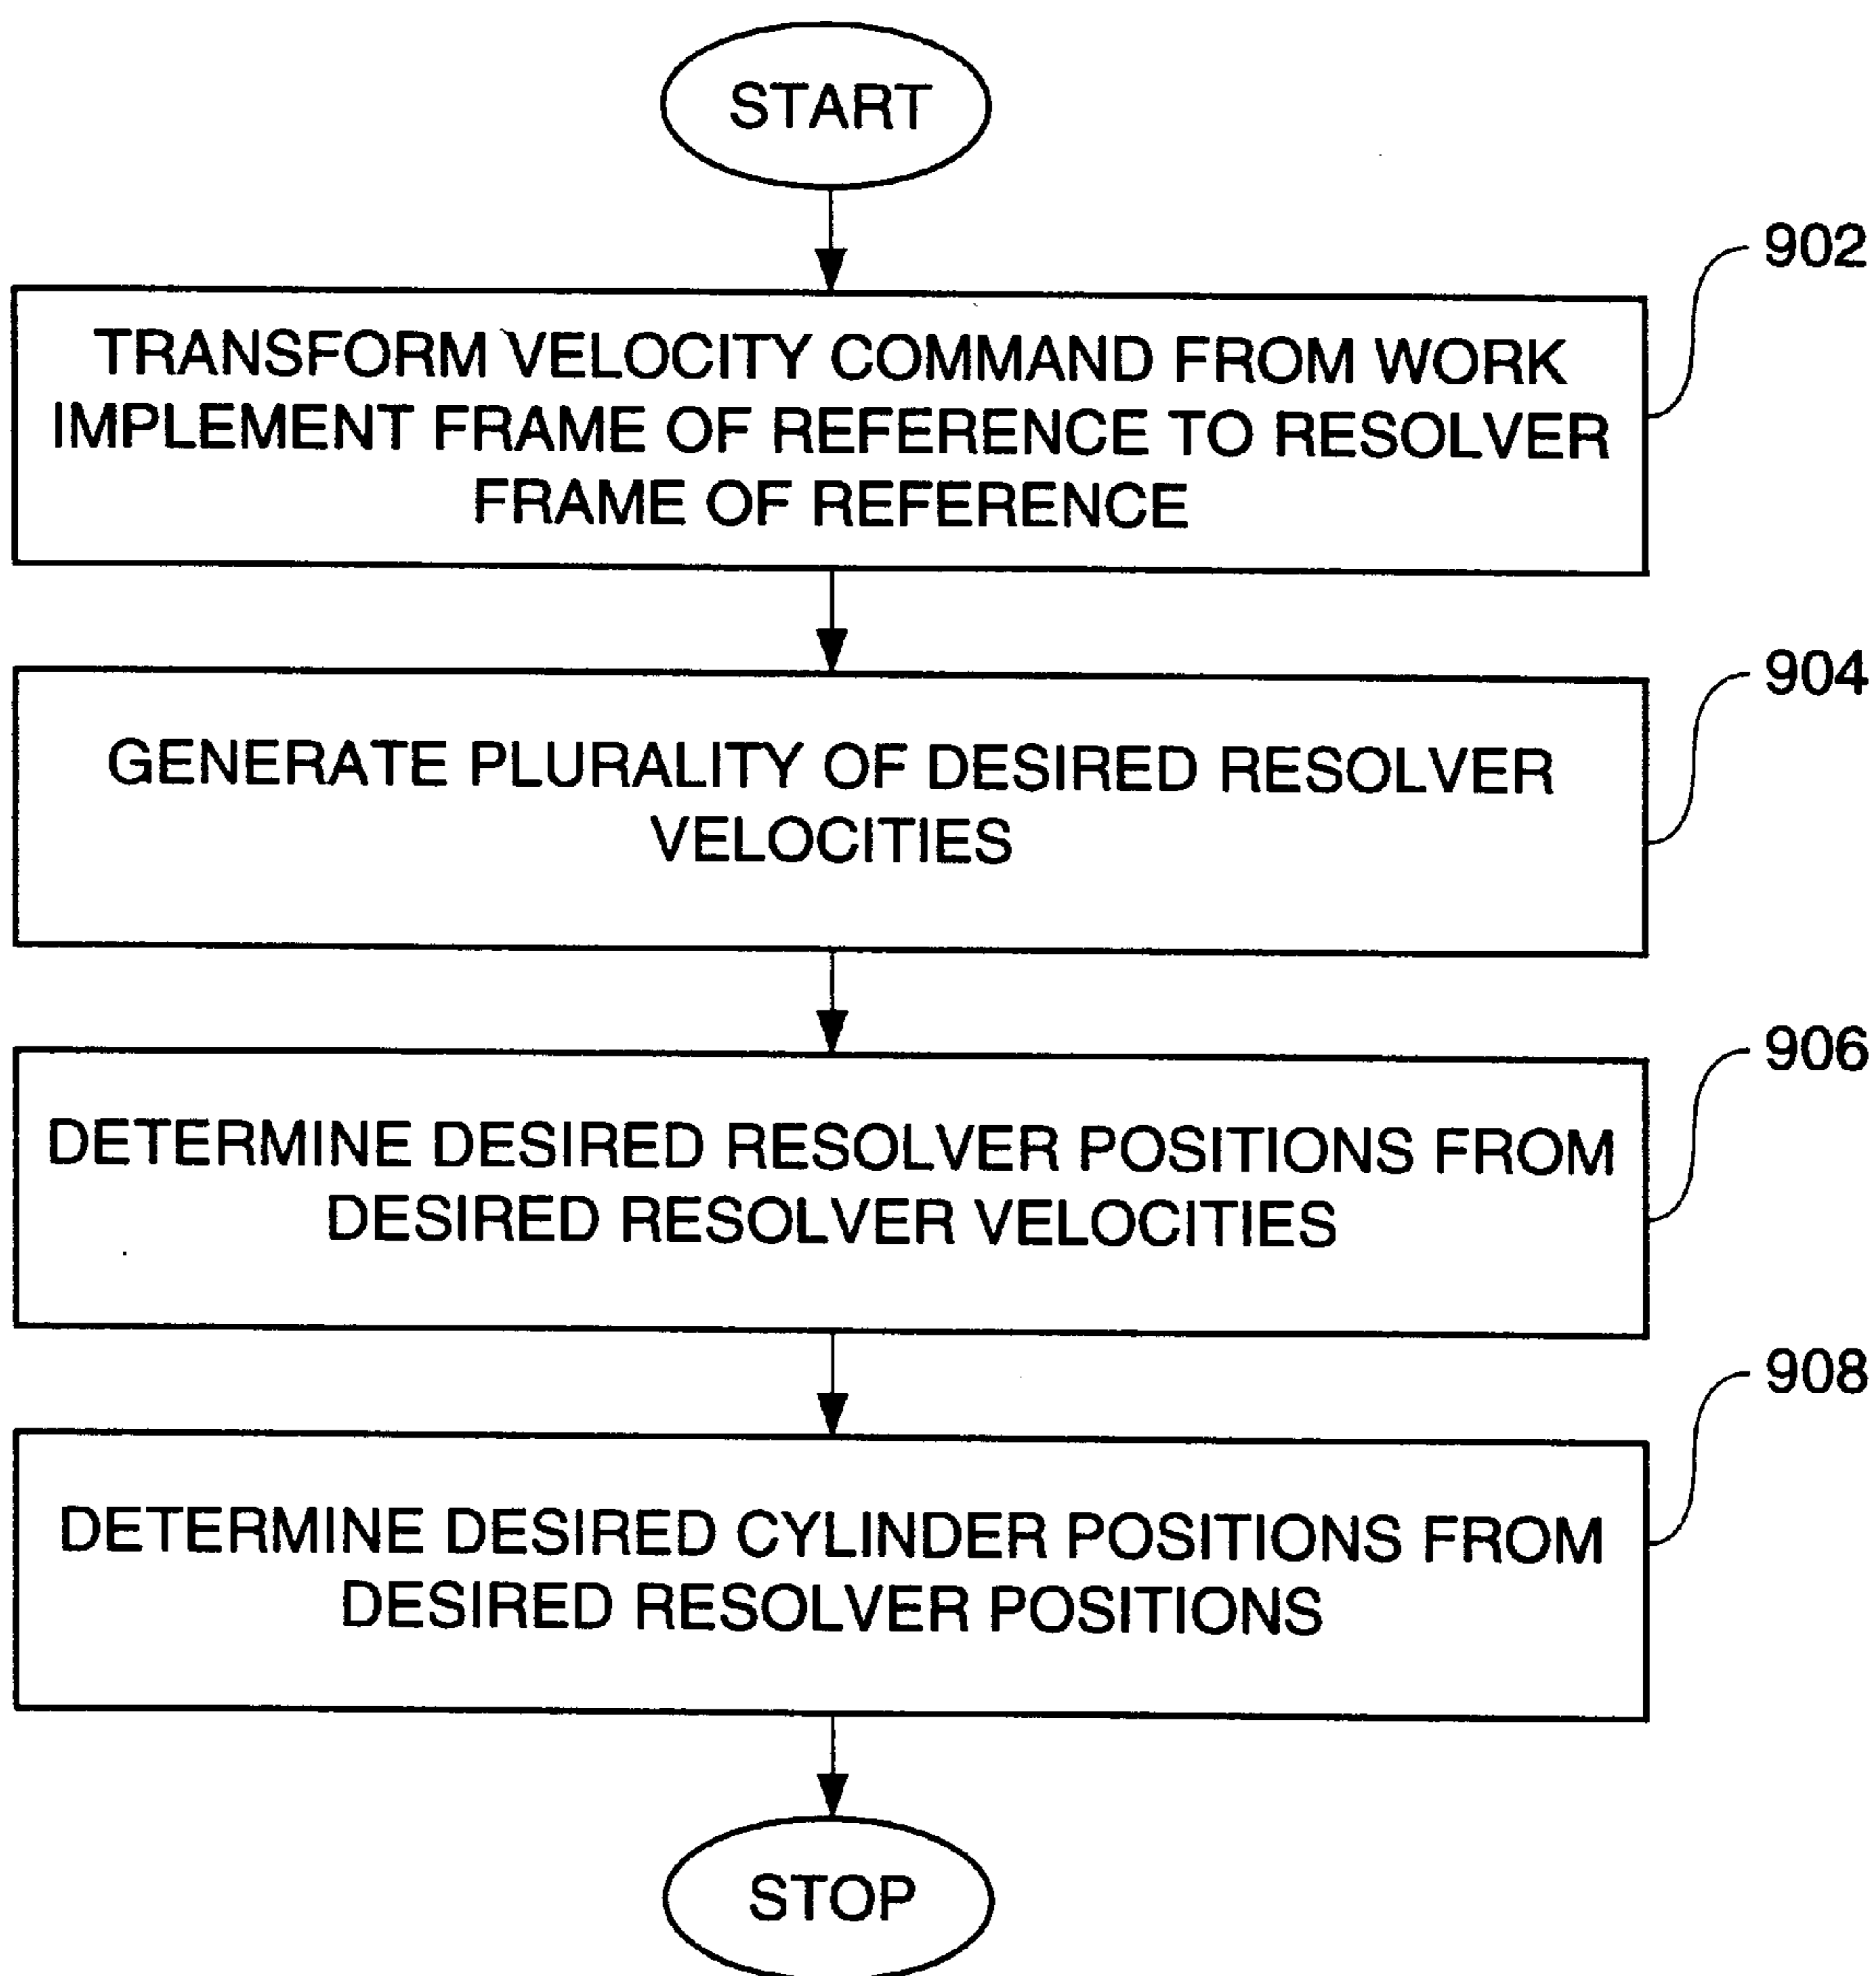 START
902
TRANSFORM VELOCITY COMMAND FROM WORK
IMPLEMENT FRAME OF REFERENCE TO RESOLVER
FRAME OF REFERENCE
904
GENERATE PLURALITY OF DESIRED RESOLVER
VELOCITIES
906
DETERMINE DESIRED RESOLVER POSITIONS FROM
DESIRED RESOLVER VELOCITIES
908
DETERMINE DESIRED CYLINDER POSITIONS FROM
DESIRED RESOLVER POSITIONS
STOP